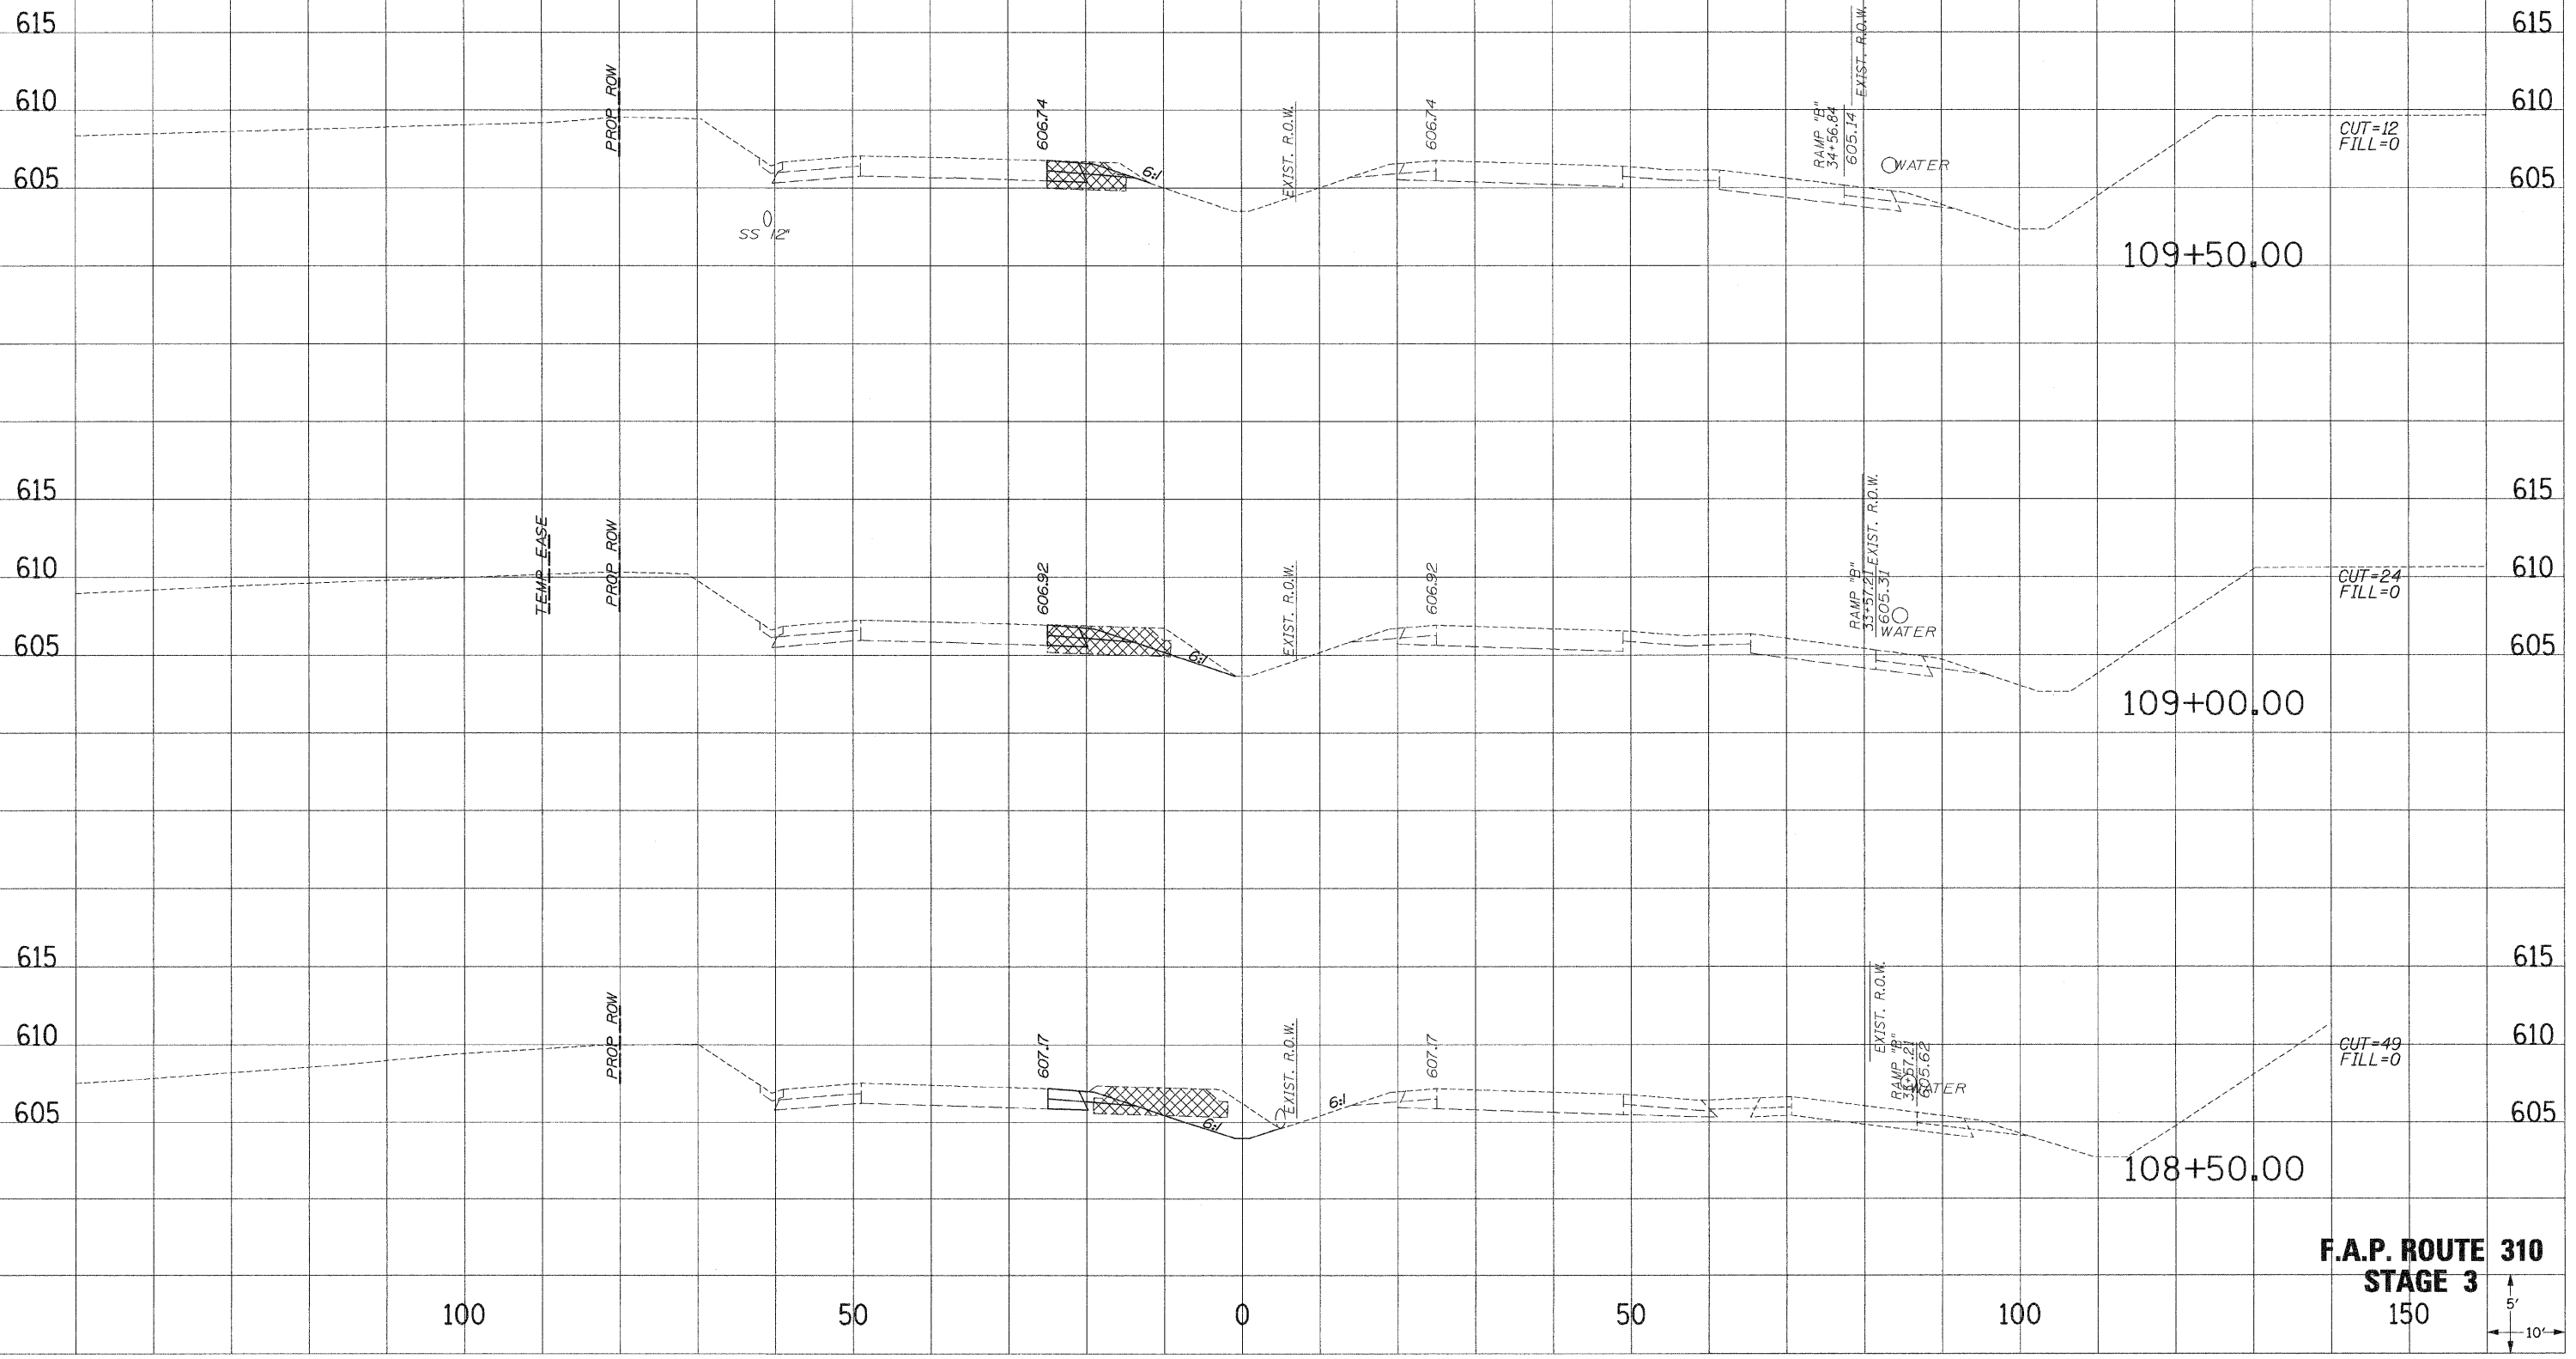 615 615
610 610
605 605
PROP ROW
606.74
EXIST. R.O.W.
606.74
RAMP "B"
34+56.84
605.14
EXIST. R.O.W.
WATER
CUT=12
FILL=0
6:1
SS 12"
109+50.00
615 615
610 610
605 605
TEMP EASE
PROP ROW
606.92
EXIST. R.O.W.
606.92
RAMP "B"
33+57.21
605.31
EXIST. R.O.W.
WATER
CUT=24
FILL=0
6:1
109+00.00
615 615
610 610
605 605
PROP ROW
607.17
EXIST. R.O.W.
607.17
EXIST. R.O.W.
RAMP "B"
605.62
WATER
CUT=49
FILL=0
6:1
6:1
108+50.00
F.A.P. ROUTE 310
STAGE 3
100 50 0 50 100 150
5'
10'